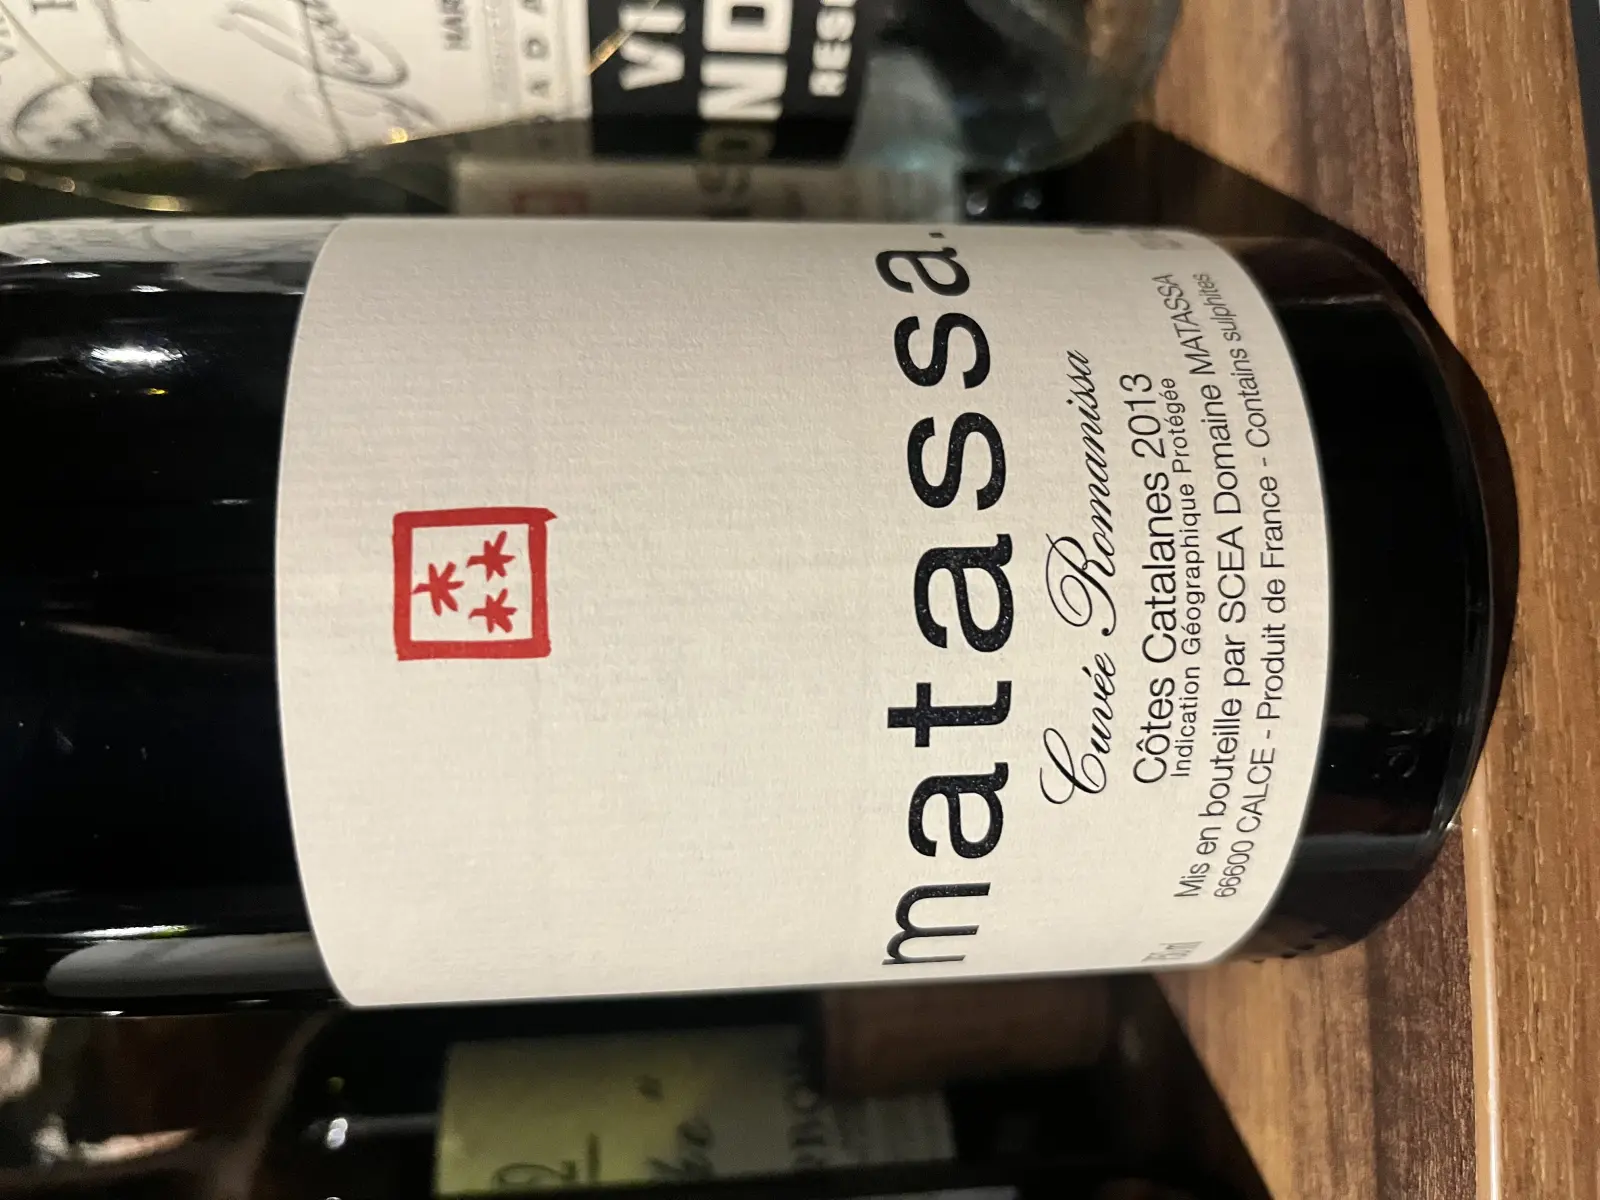 matassa.
Cuvée Romanissa
Côtes Catalanes 2013
Indication Géographique Protégée
Mis en bouteille par SCEA Domaine MATASSA
66600 CALCE - Produit de France - Contains sulphites